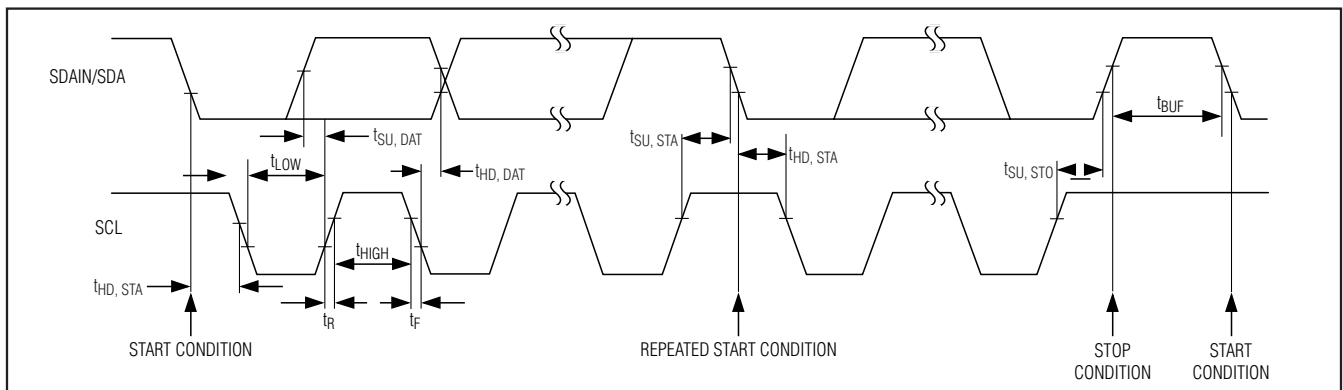 SDAIN/SDA
tSU, DAT
tLOW
tHD, DAT
tSU, STA
tHD, STA
tBUF
tSU, STO
SCL
tHIGH
tHD, STA
tR
tF
START CONDITION
REPEATED START CONDITION
STOP
CONDITION
START
CONDITION